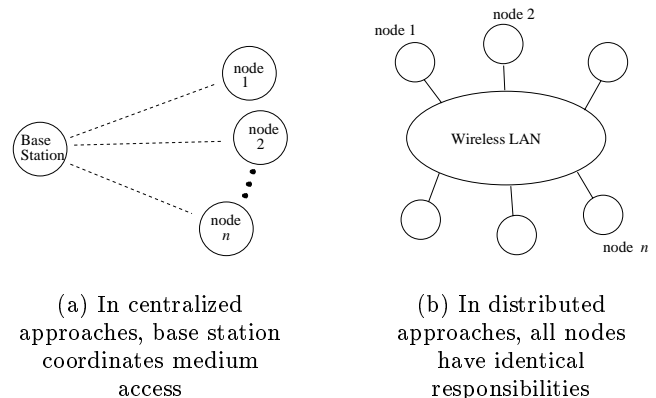 node
1
Base
Station
node
2
node
n
(a) In centralized
approaches, base station
coordinates medium
access
node 1
node 2
Wireless LAN
node n
(b) In distributed
approaches, all nodes
have identical
responsibilities